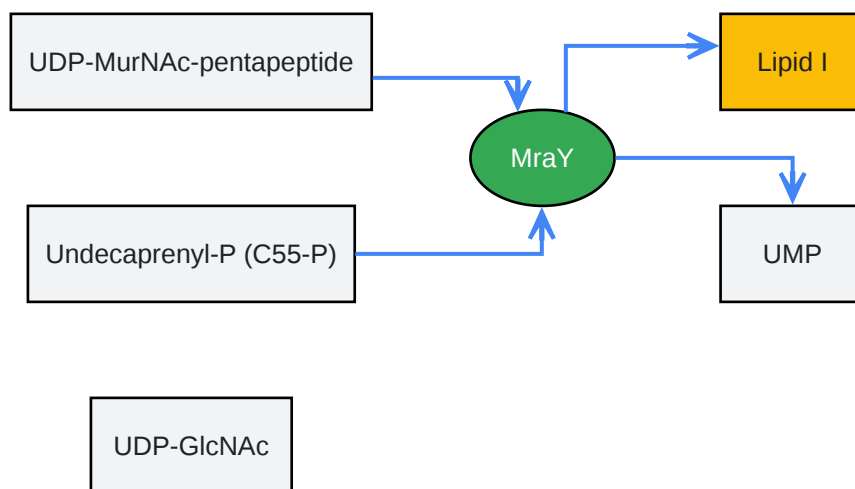 UDP-MurNAc-pentapeptide
Lipid I
MraY
Undecaprenyl-P (C55-P)
UMP
UDP-GlcNAc